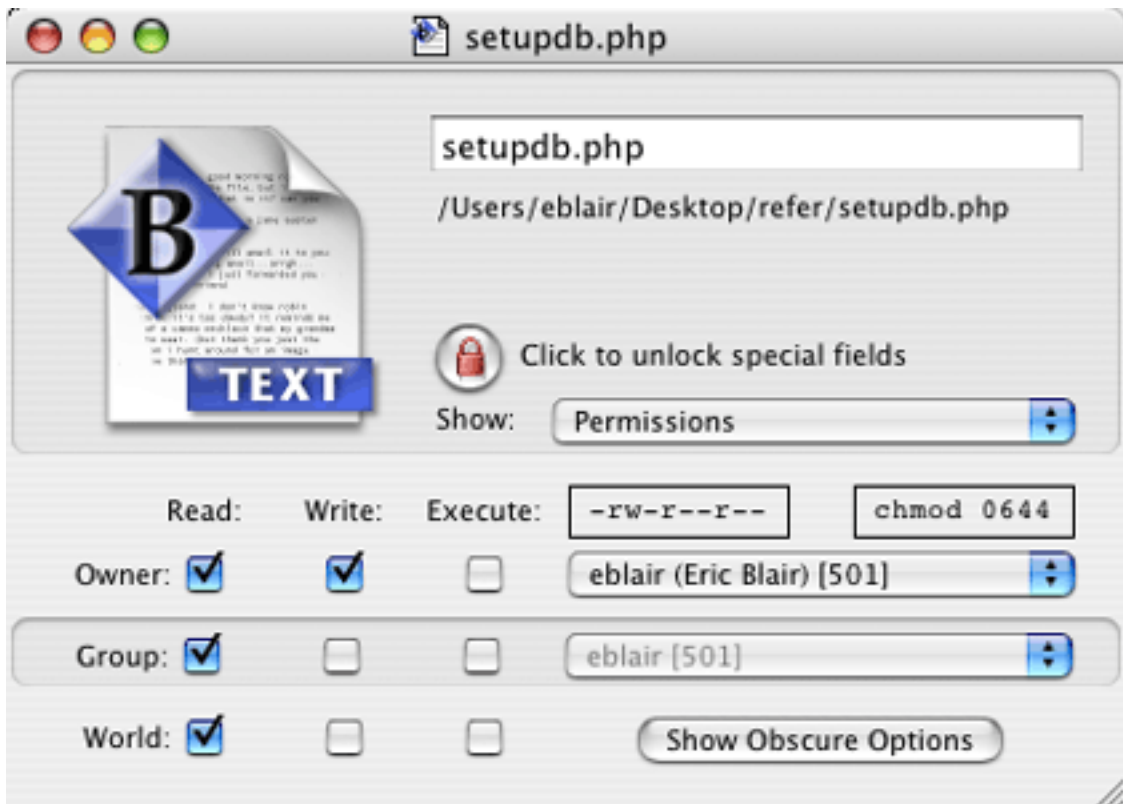 setupdb.php
setupdb.php
/Users/eblair/Desktop/refer/setupdb.php
B
TEXT
Click to unlock special fields
Show: Permissions
Read: Write: Execute: -rw-r--r-- chmod 0644
Owner: eblair (Eric Blair) [501]
Group: eblair [501]
World: Show Obscure Options